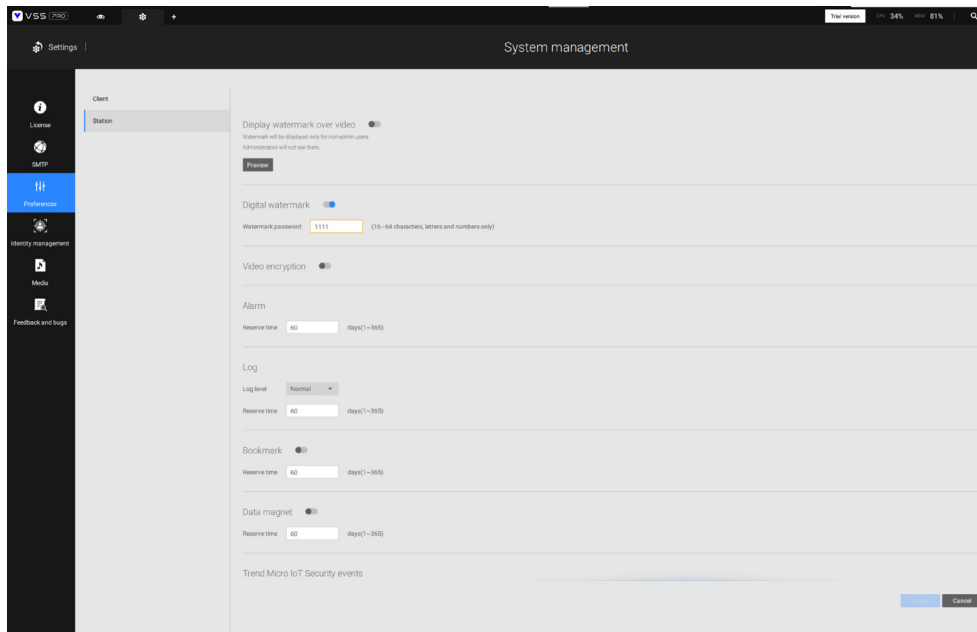 VSS PRO
Trial version
CPU 34% MEM 81%
Settings
System management
License
SMTP
Preferences
Identity management
Media
Feedback and bugs
Client
Station
Display watermark over video
Watermark will be displayed only for non-admin users.
Administrators will not see them.
Preview
Digital watermark
Watermark password 1111 (16 - 64 characters, letters and numbers only)
Video encryption
Alarm
Reserve time 60 days(1~365)
Log
Log level Normal
Reserve time 60 days(1~365)
Bookmark
Reserve time 60 days(1~365)
Data magnet
Reserve time 60 days(1~365)
Trend Micro IoT Security events
Cancel